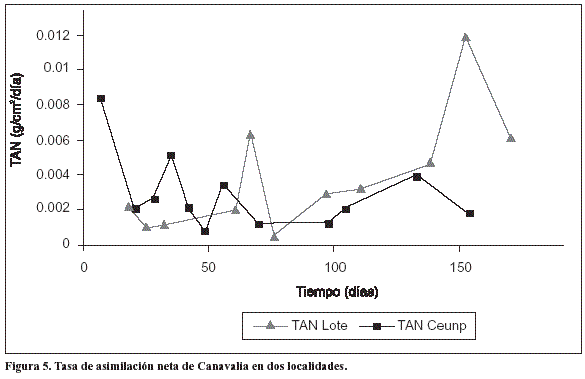 0.012
0.01
0.008
0.006
0.004
0.002
0
TAN (g/cm²/día)
0 50 100 150
Tiempo (días)
TAN Lote TAN Ceunp
Figura 5. Tasa de asimilación neta de Canavalia en dos localidades.